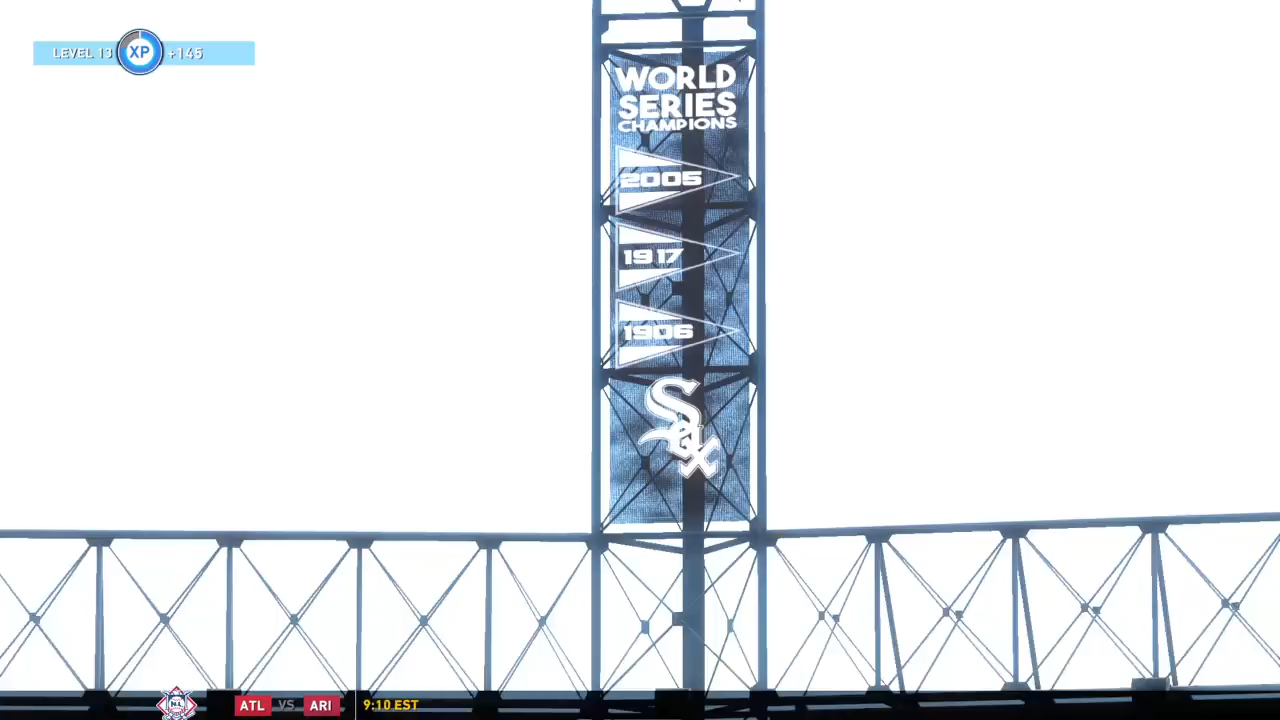 LEVEL 13 XP +145
WORLD
SERIES
CHAMPIONS
2005
1917
1906
Sox
N.L.
ATL VS ARI 9:10 EST